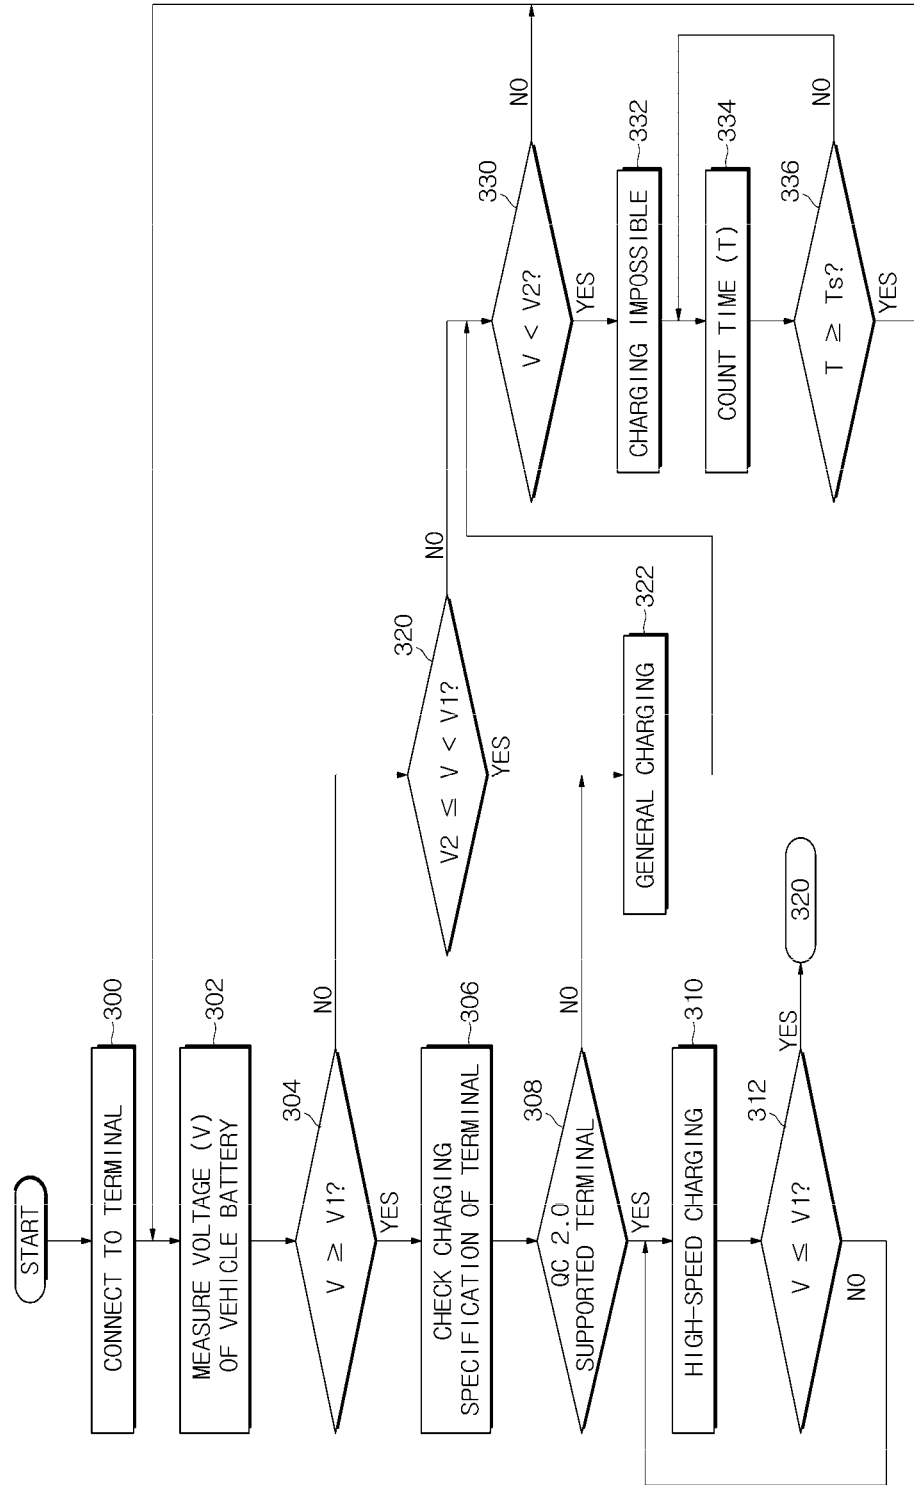 START
CONNECT TO TERMINAL
300
MEASURE VOLTAGE (V)
OF VEHICLE BATTERY
302
V ≥ V1?
304
NO
YES
CHECK CHARGING
SPECIFICATION OF TERMINAL
306
QC 2.0
SUPPORTED TERMINAL
308
NO
YES
HIGH-SPEED CHARGING
310
V ≤ V1?
312
YES
NO
320
V2 ≤ V < V1?
320
NO
YES
GENERAL CHARGING
322
V < V2?
330
NO
YES
CHARGING IMPOSSIBLE
332
COUNT TIME (T)
334
T ≥ Ts?
336
NO
YES